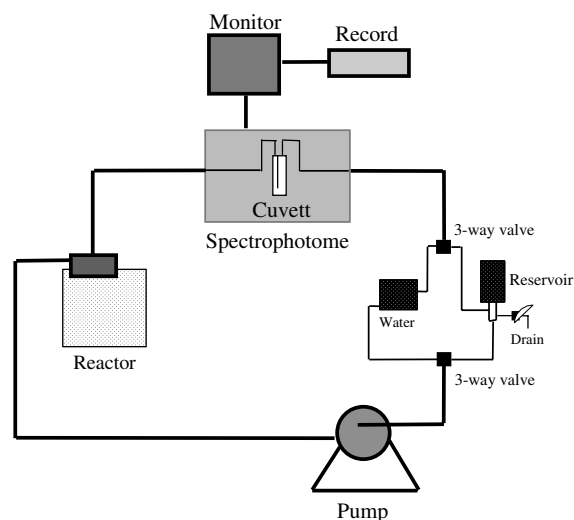 Monitor
Record
Cuvett
Spectrophotome
3-way valve
Reservoir
Water
Drain
Reactor
3-way valve
Pump